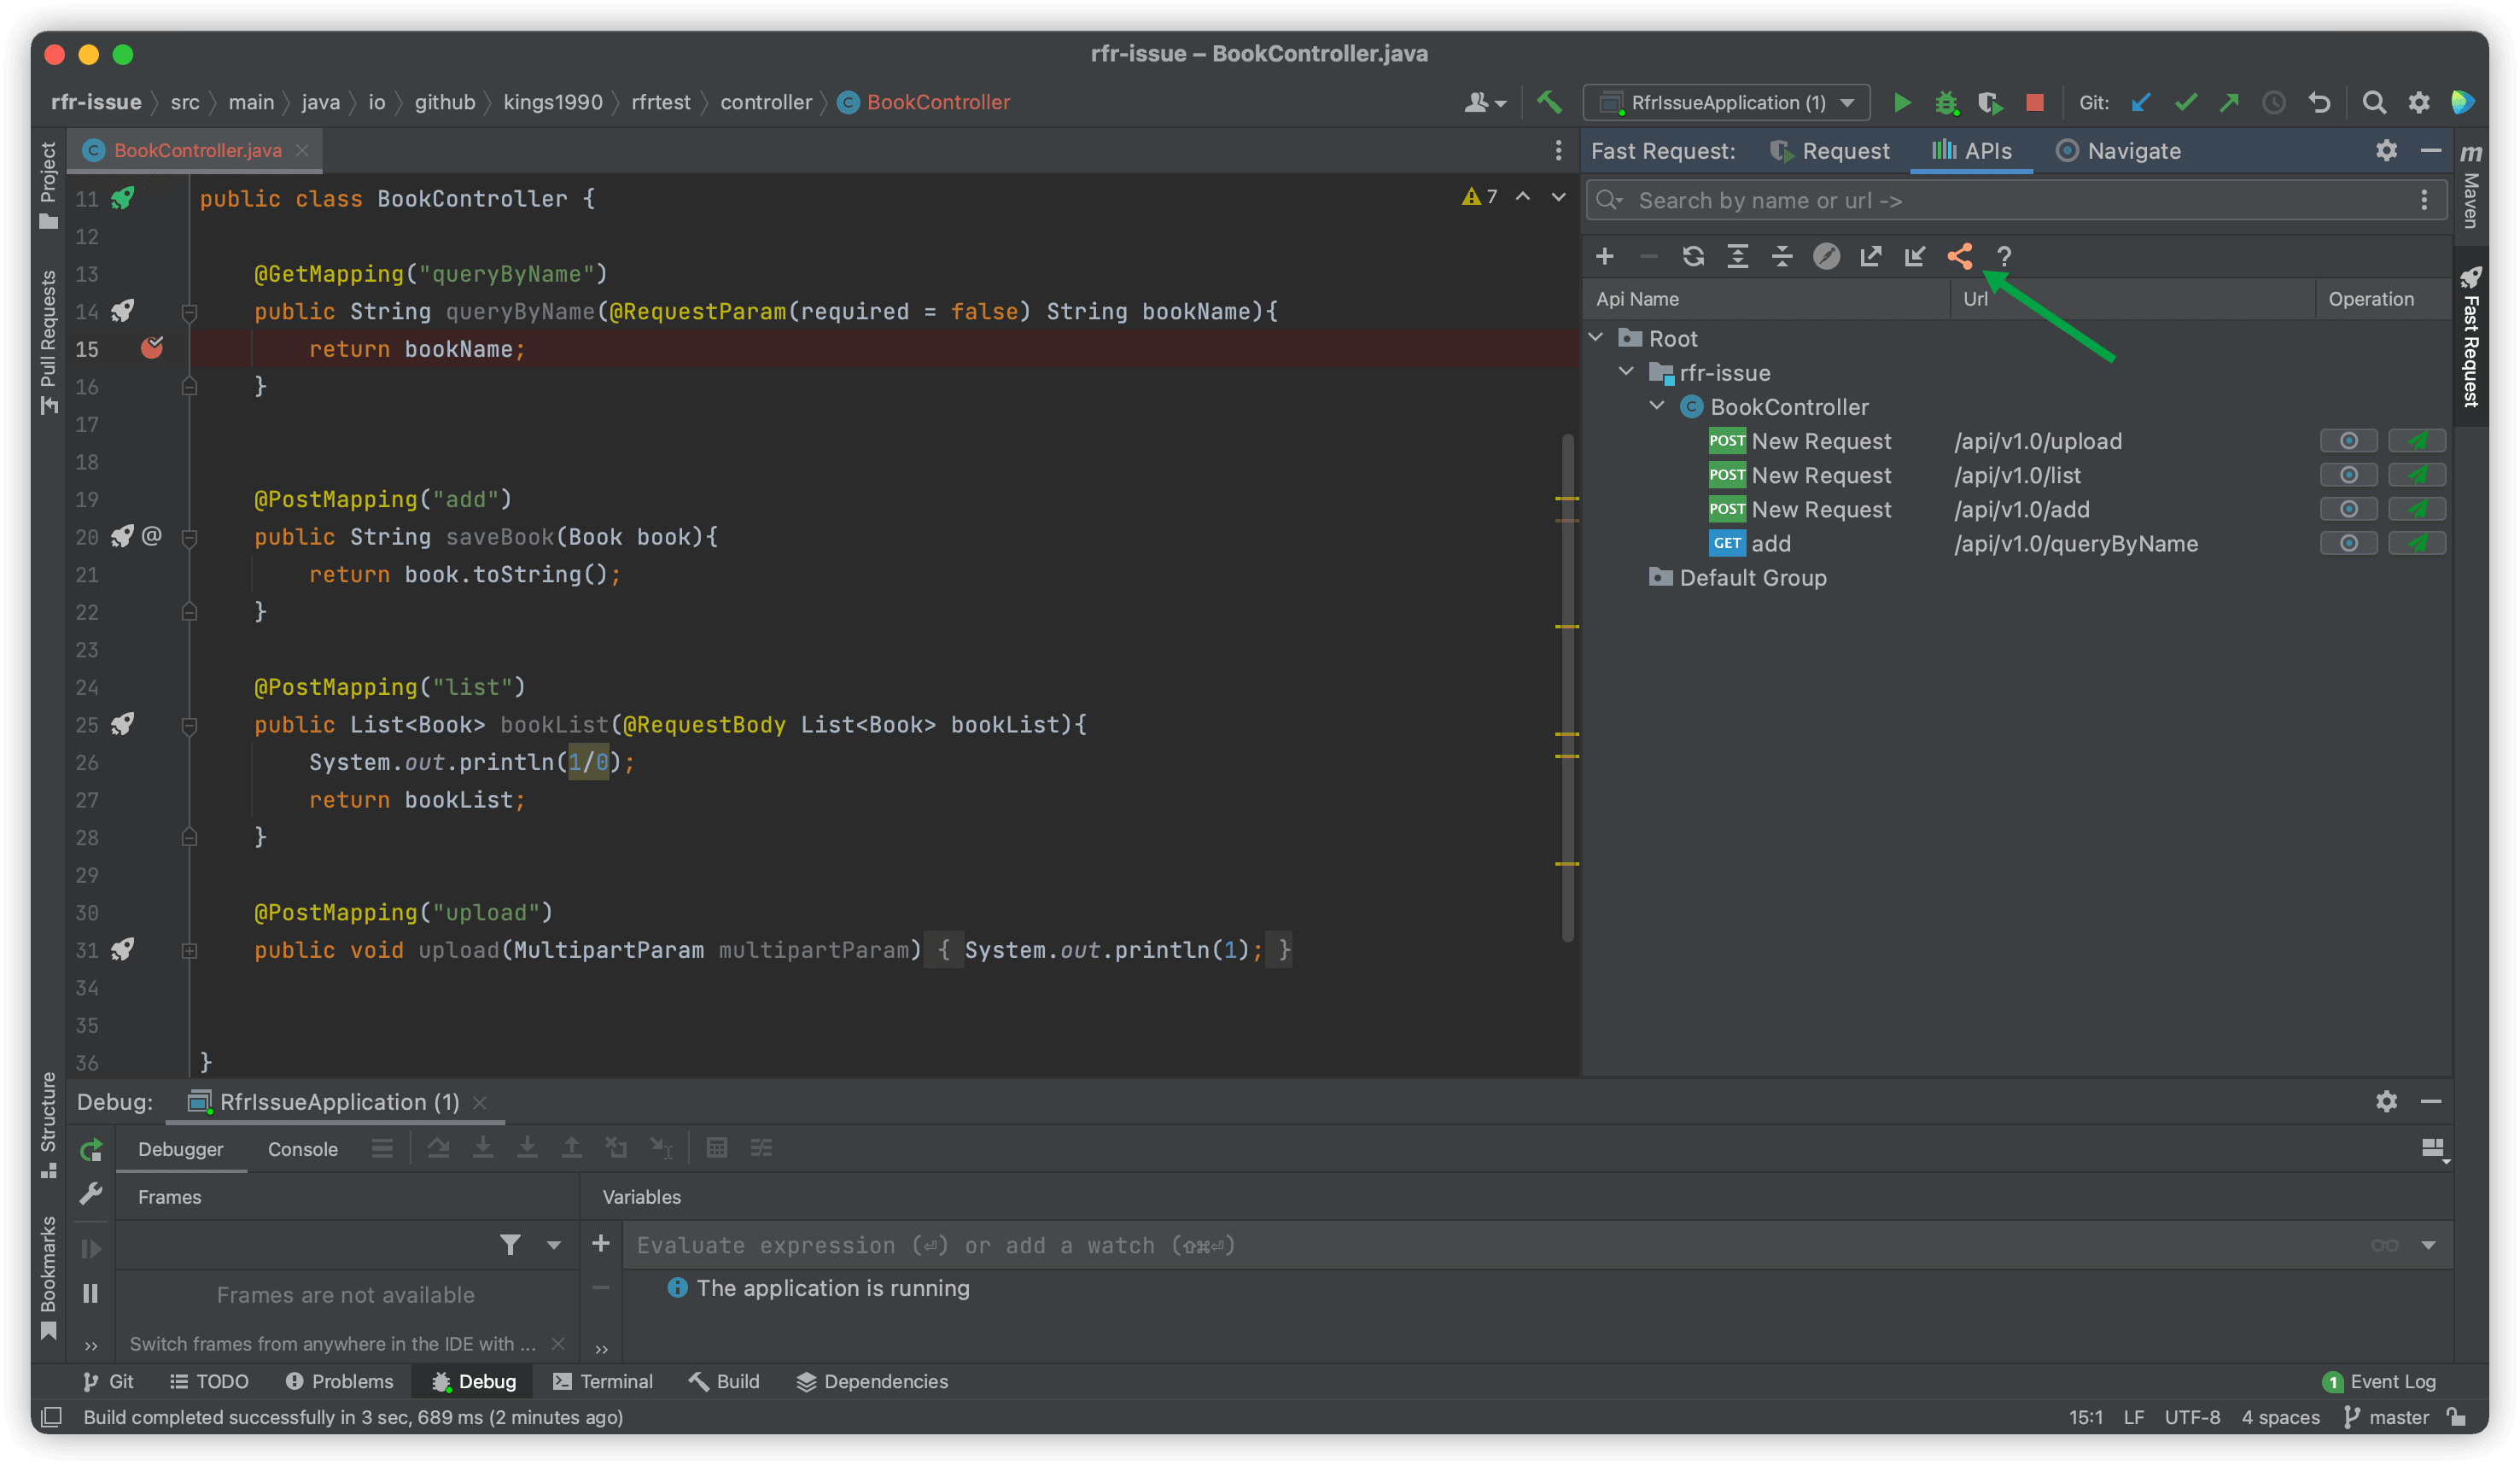 rfr-issue – BookController.java
rfr-issue src main java io github kings1990 rfrtest controller BookController
RfrIssueApplication (1)
Git:
Project
Pull Requests
Structure
Bookmarks
BookController.java
7
11 public class BookController {
12
13 @GetMapping("queryByName")
14 public String queryByName(@RequestParam(required = false) String bookName){
15 return bookName;
16 }
17
18
19 @PostMapping("add")
20 @ public String saveBook(Book book){
21 return book.toString();
22 }
23
24 @PostMapping("list")
25 public List<Book> bookList(@RequestBody List<Book> bookList){
26 System.out.println(1/0);
27 return bookList;
28 }
29
30 @PostMapping("upload")
31 public void upload(MultipartParam multipartParam) { System.out.println(1); }
34
35
36 }
Fast Request: Request APIs Navigate
Search by name or url ->
?
Api Name Url Operation
Root
rfr-issue
BookController
POST New Request /api/v1.0/upload
POST New Request /api/v1.0/list
POST New Request /api/v1.0/add
GET add /api/v1.0/queryByName
Default Group
m
Maven
Fast Request
Debug: RfrIssueApplication (1)
Debugger Console
Frames
Variables
Evaluate expression (⏎) or add a watch (⇧⌘⏎)
Frames are not available
The application is running
Switch frames from anywhere in the IDE with ...
Git TODO Problems Debug Terminal Build Dependencies
1 Event Log
Build completed successfully in 3 sec, 689 ms (2 minutes ago)
15:1 LF UTF-8 4 spaces master